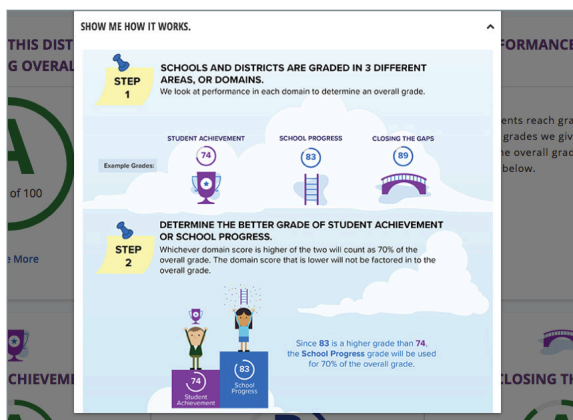 SHOW ME HOW IT WORKS.
THIS DIST
G OVERAL
FORMANCE
STEP
1
SCHOOLS AND DISTRICTS ARE GRADED IN 3 DIFFERENT
AREAS, OR DOMAINS.
We look at performance in each domain to determine an overall grade.
ents reach gra
grades we giv
he overall grad
below.
A
of 100
e More
STUDENT ACHIEVEMENT
SCHOOL PROGRESS
CLOSING THE GAPS
Example Grades:
74
83
89
STEP
2
DETERMINE THE BETTER GRADE OF STUDENT ACHIEVEMENT
OR SCHOOL PROGRESS.
Whichever domain score is higher of the two will count as 70% of the
overall grade. The domain score that is lower will not be factored in to the
overall grade.
74
Student
Achievement
83
School
Progress
Since 83 is a higher grade than 74,
the School Progress grade will be used
for 70% of the overall grade.
CHIEVEME
LOSING TH